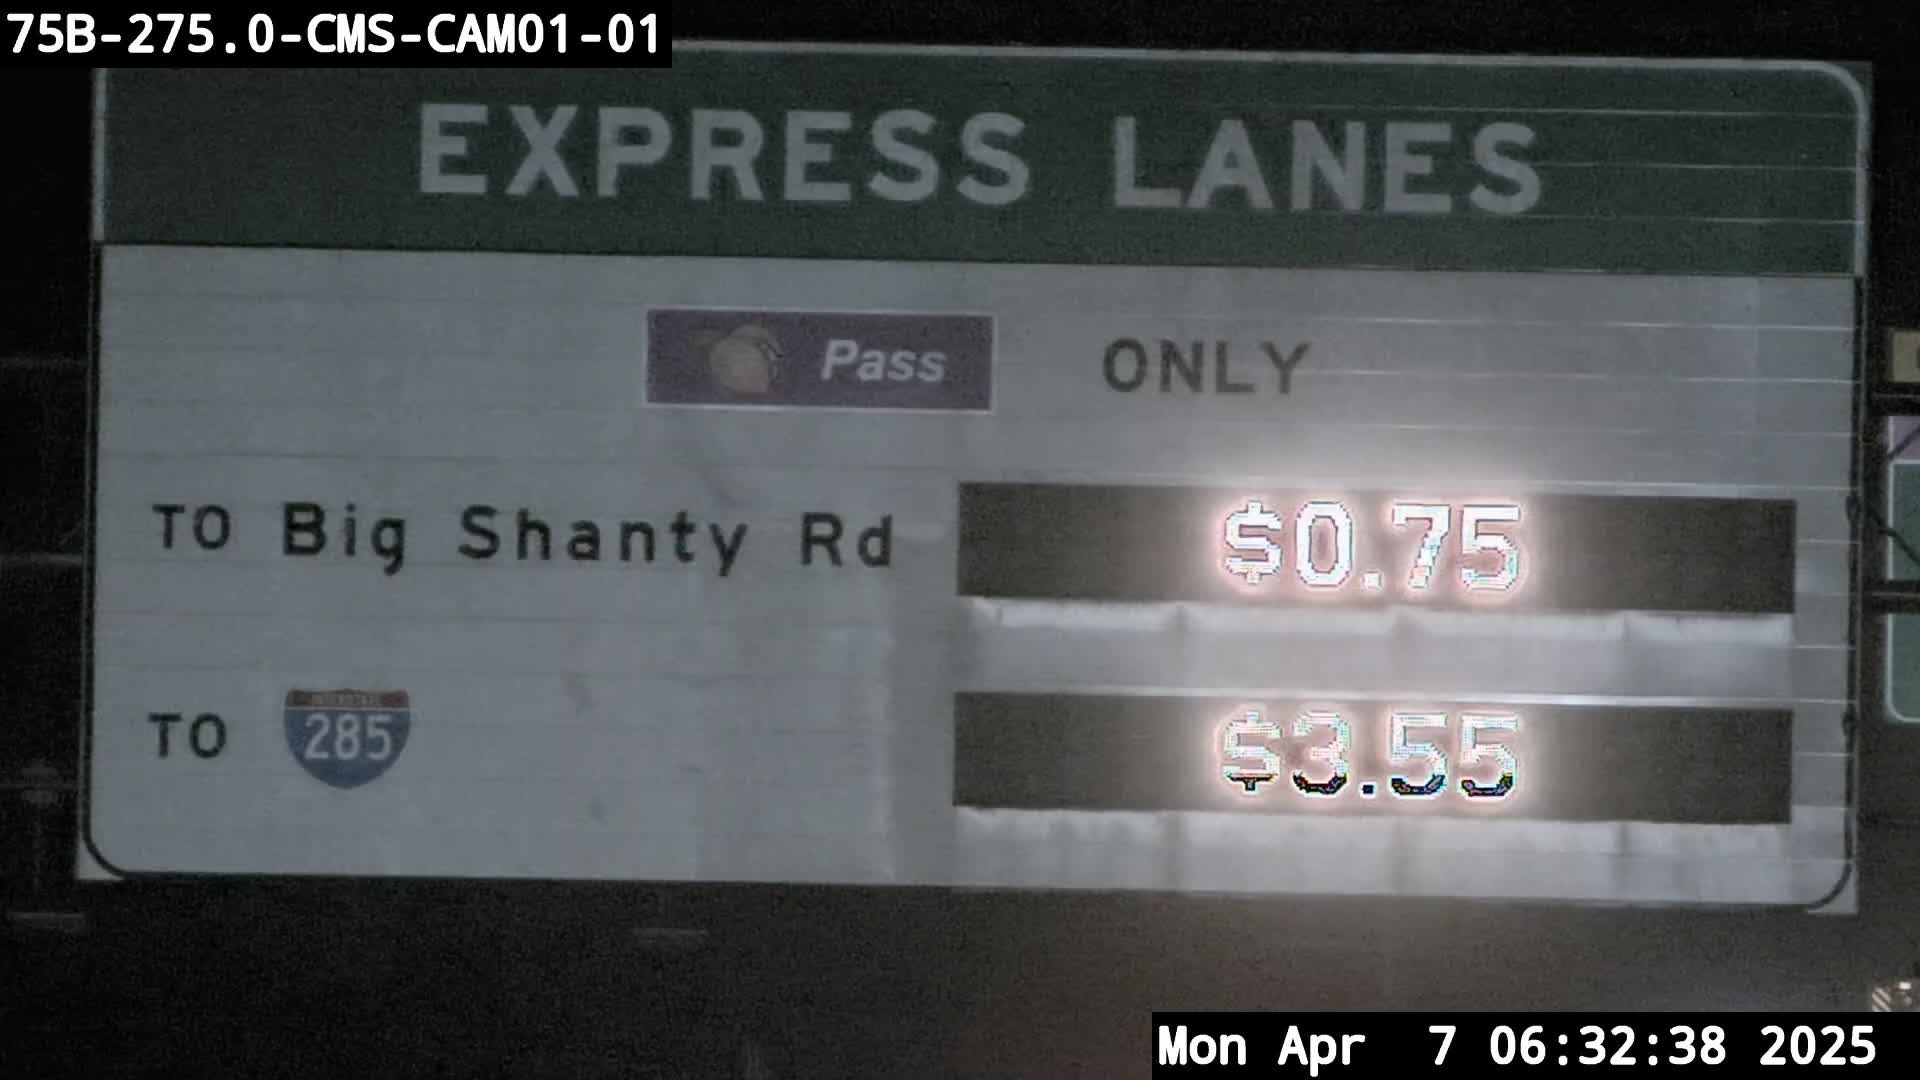 75B-275.0-CMS-CAM01-01
EXPRESS LANES
Pass ONLY
TO Big Shanty Rd $0.75
TO 285 $3.55
Mon Apr 7 06:32:38 2025